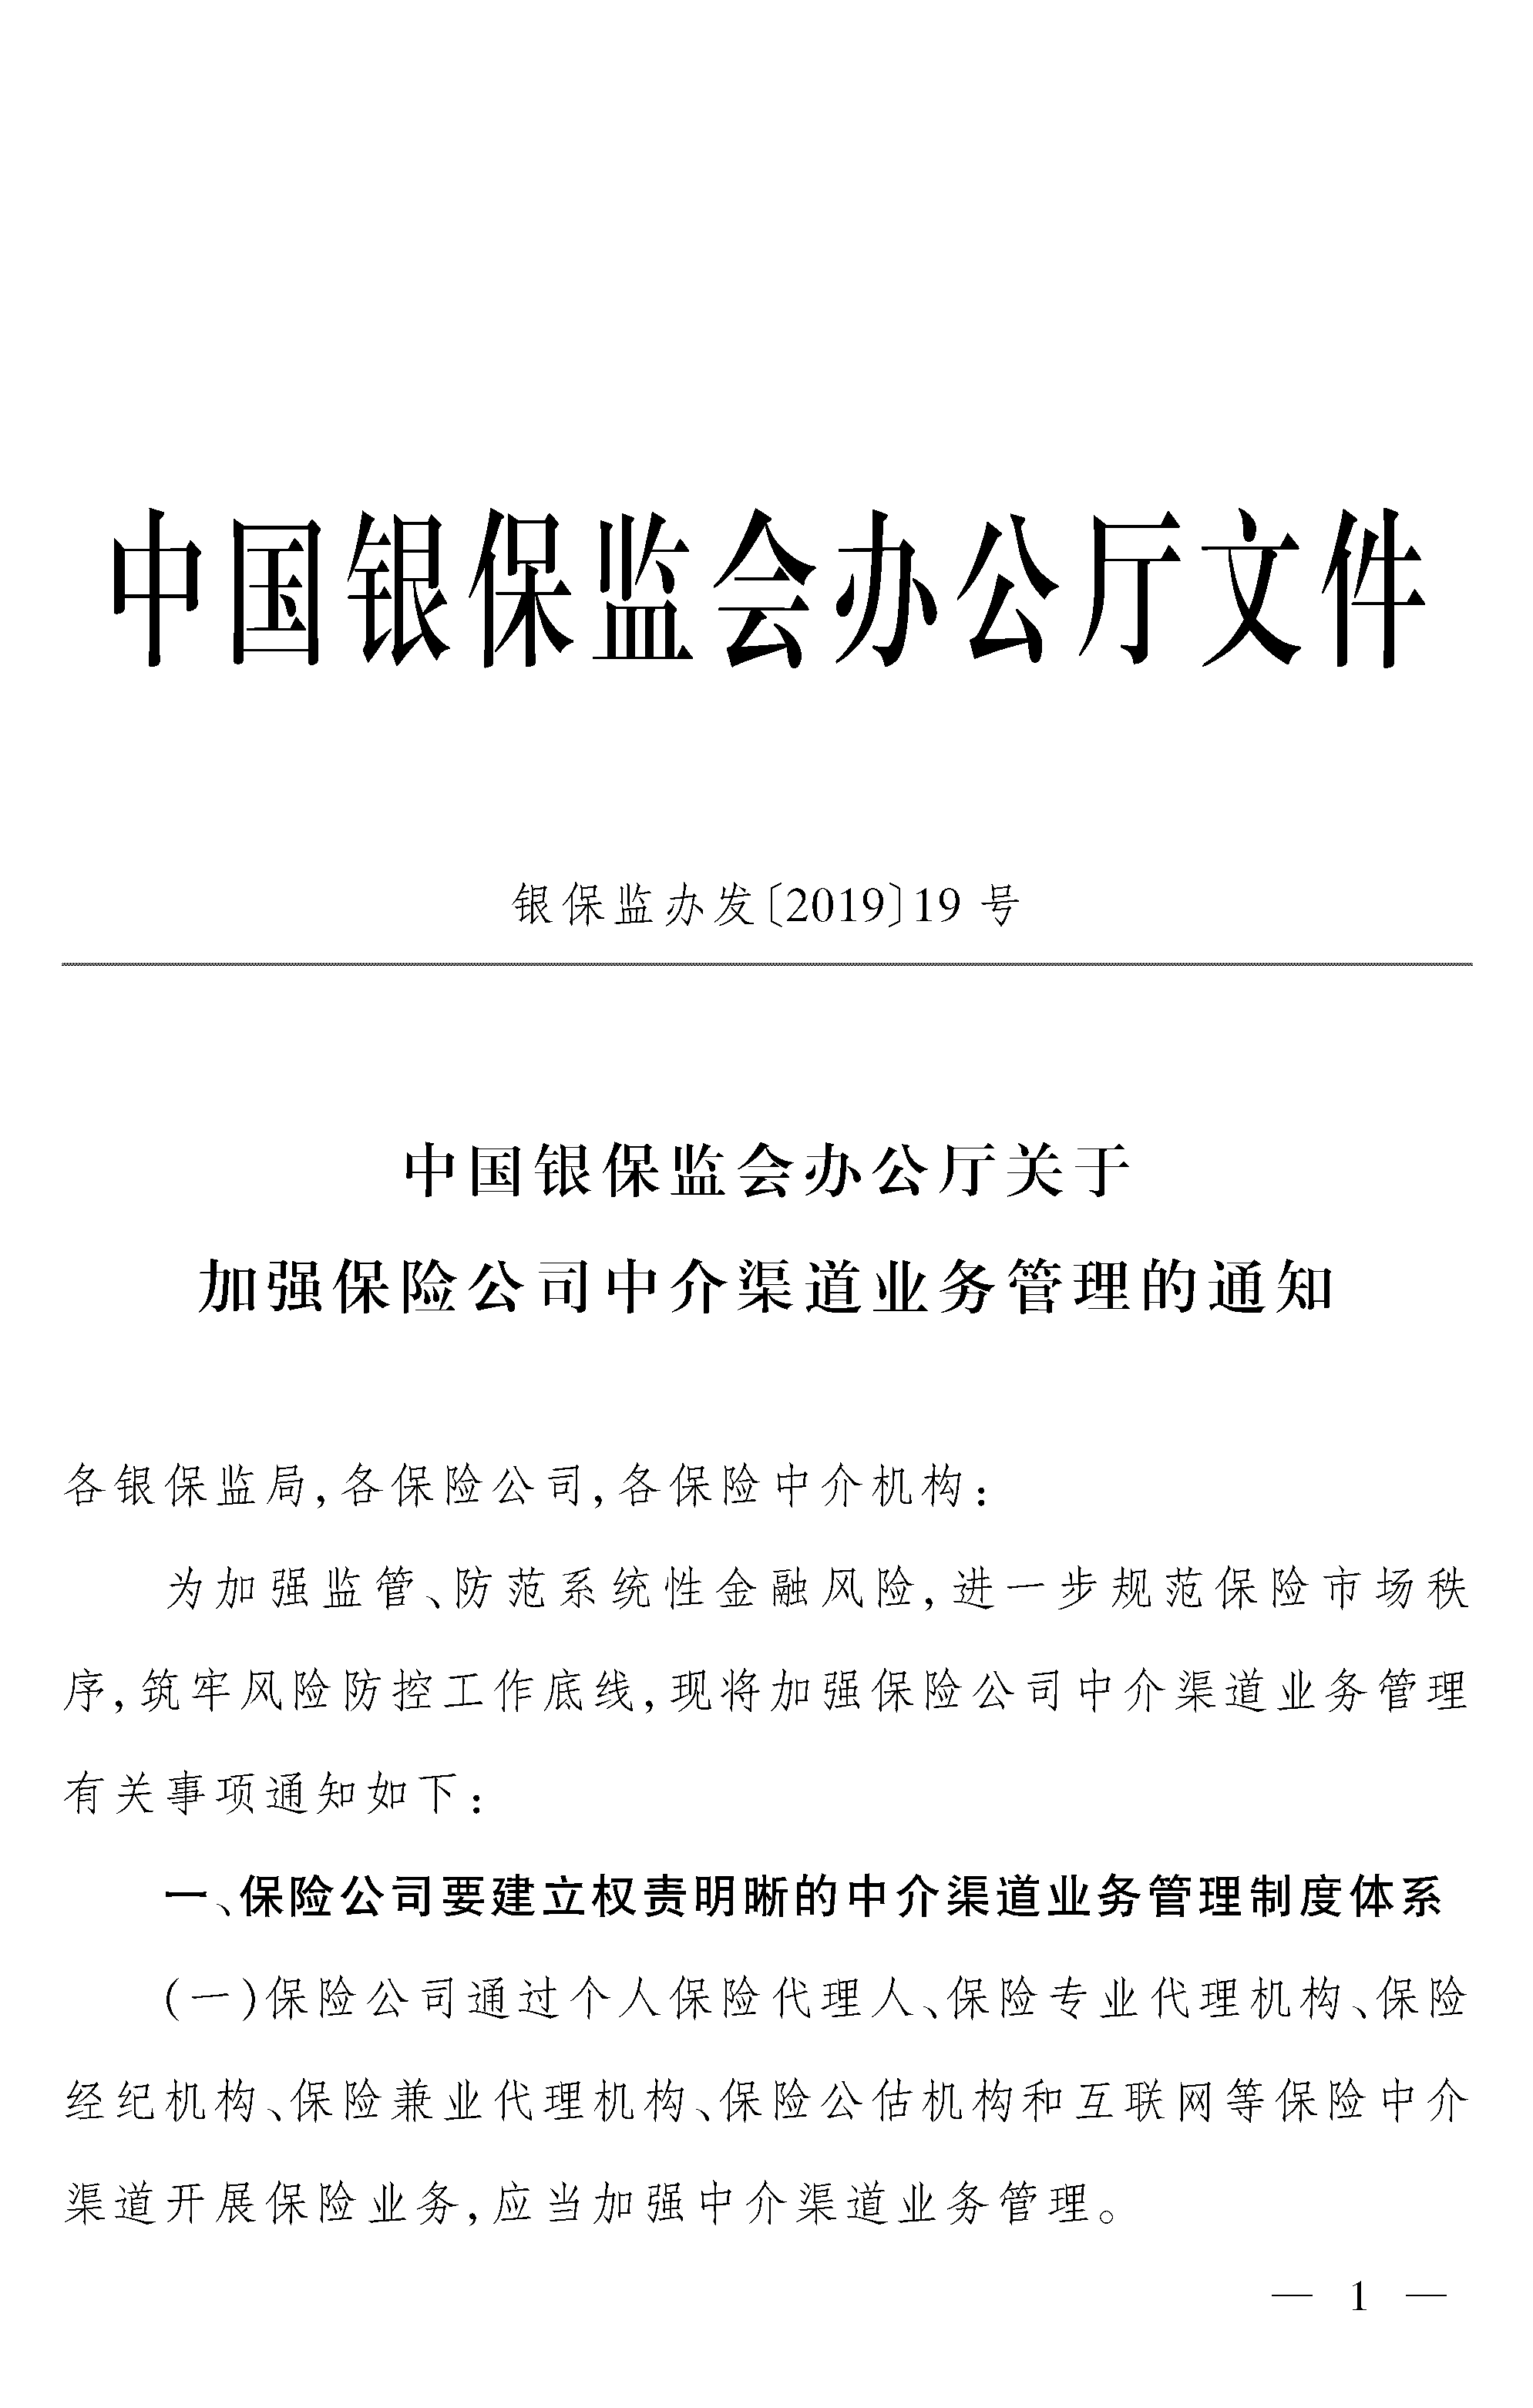 中国银保监会办公厅文件
银保监办发〔2019〕19 号
中国银保监会办公厅关于
加强保险公司中介渠道业务管理的通知
各银保监局,各保险公司,各保险中介机构:
为加强监管、防范系统性金融风险,进一步规范保险市场秩
序,筑牢风险防控工作底线,现将加强保险公司中介渠道业务管理
有关事项通知如下:
一、保险公司要建立权责明晰的中介渠道业务管理制度体系
(一)保险公司通过个人保险代理人、保险专业代理机构、保险
经纪机构、保险兼业代理机构、保险公估机构和互联网等保险中介
渠道开展保险业务,应当加强中介渠道业务管理。
— 1 —